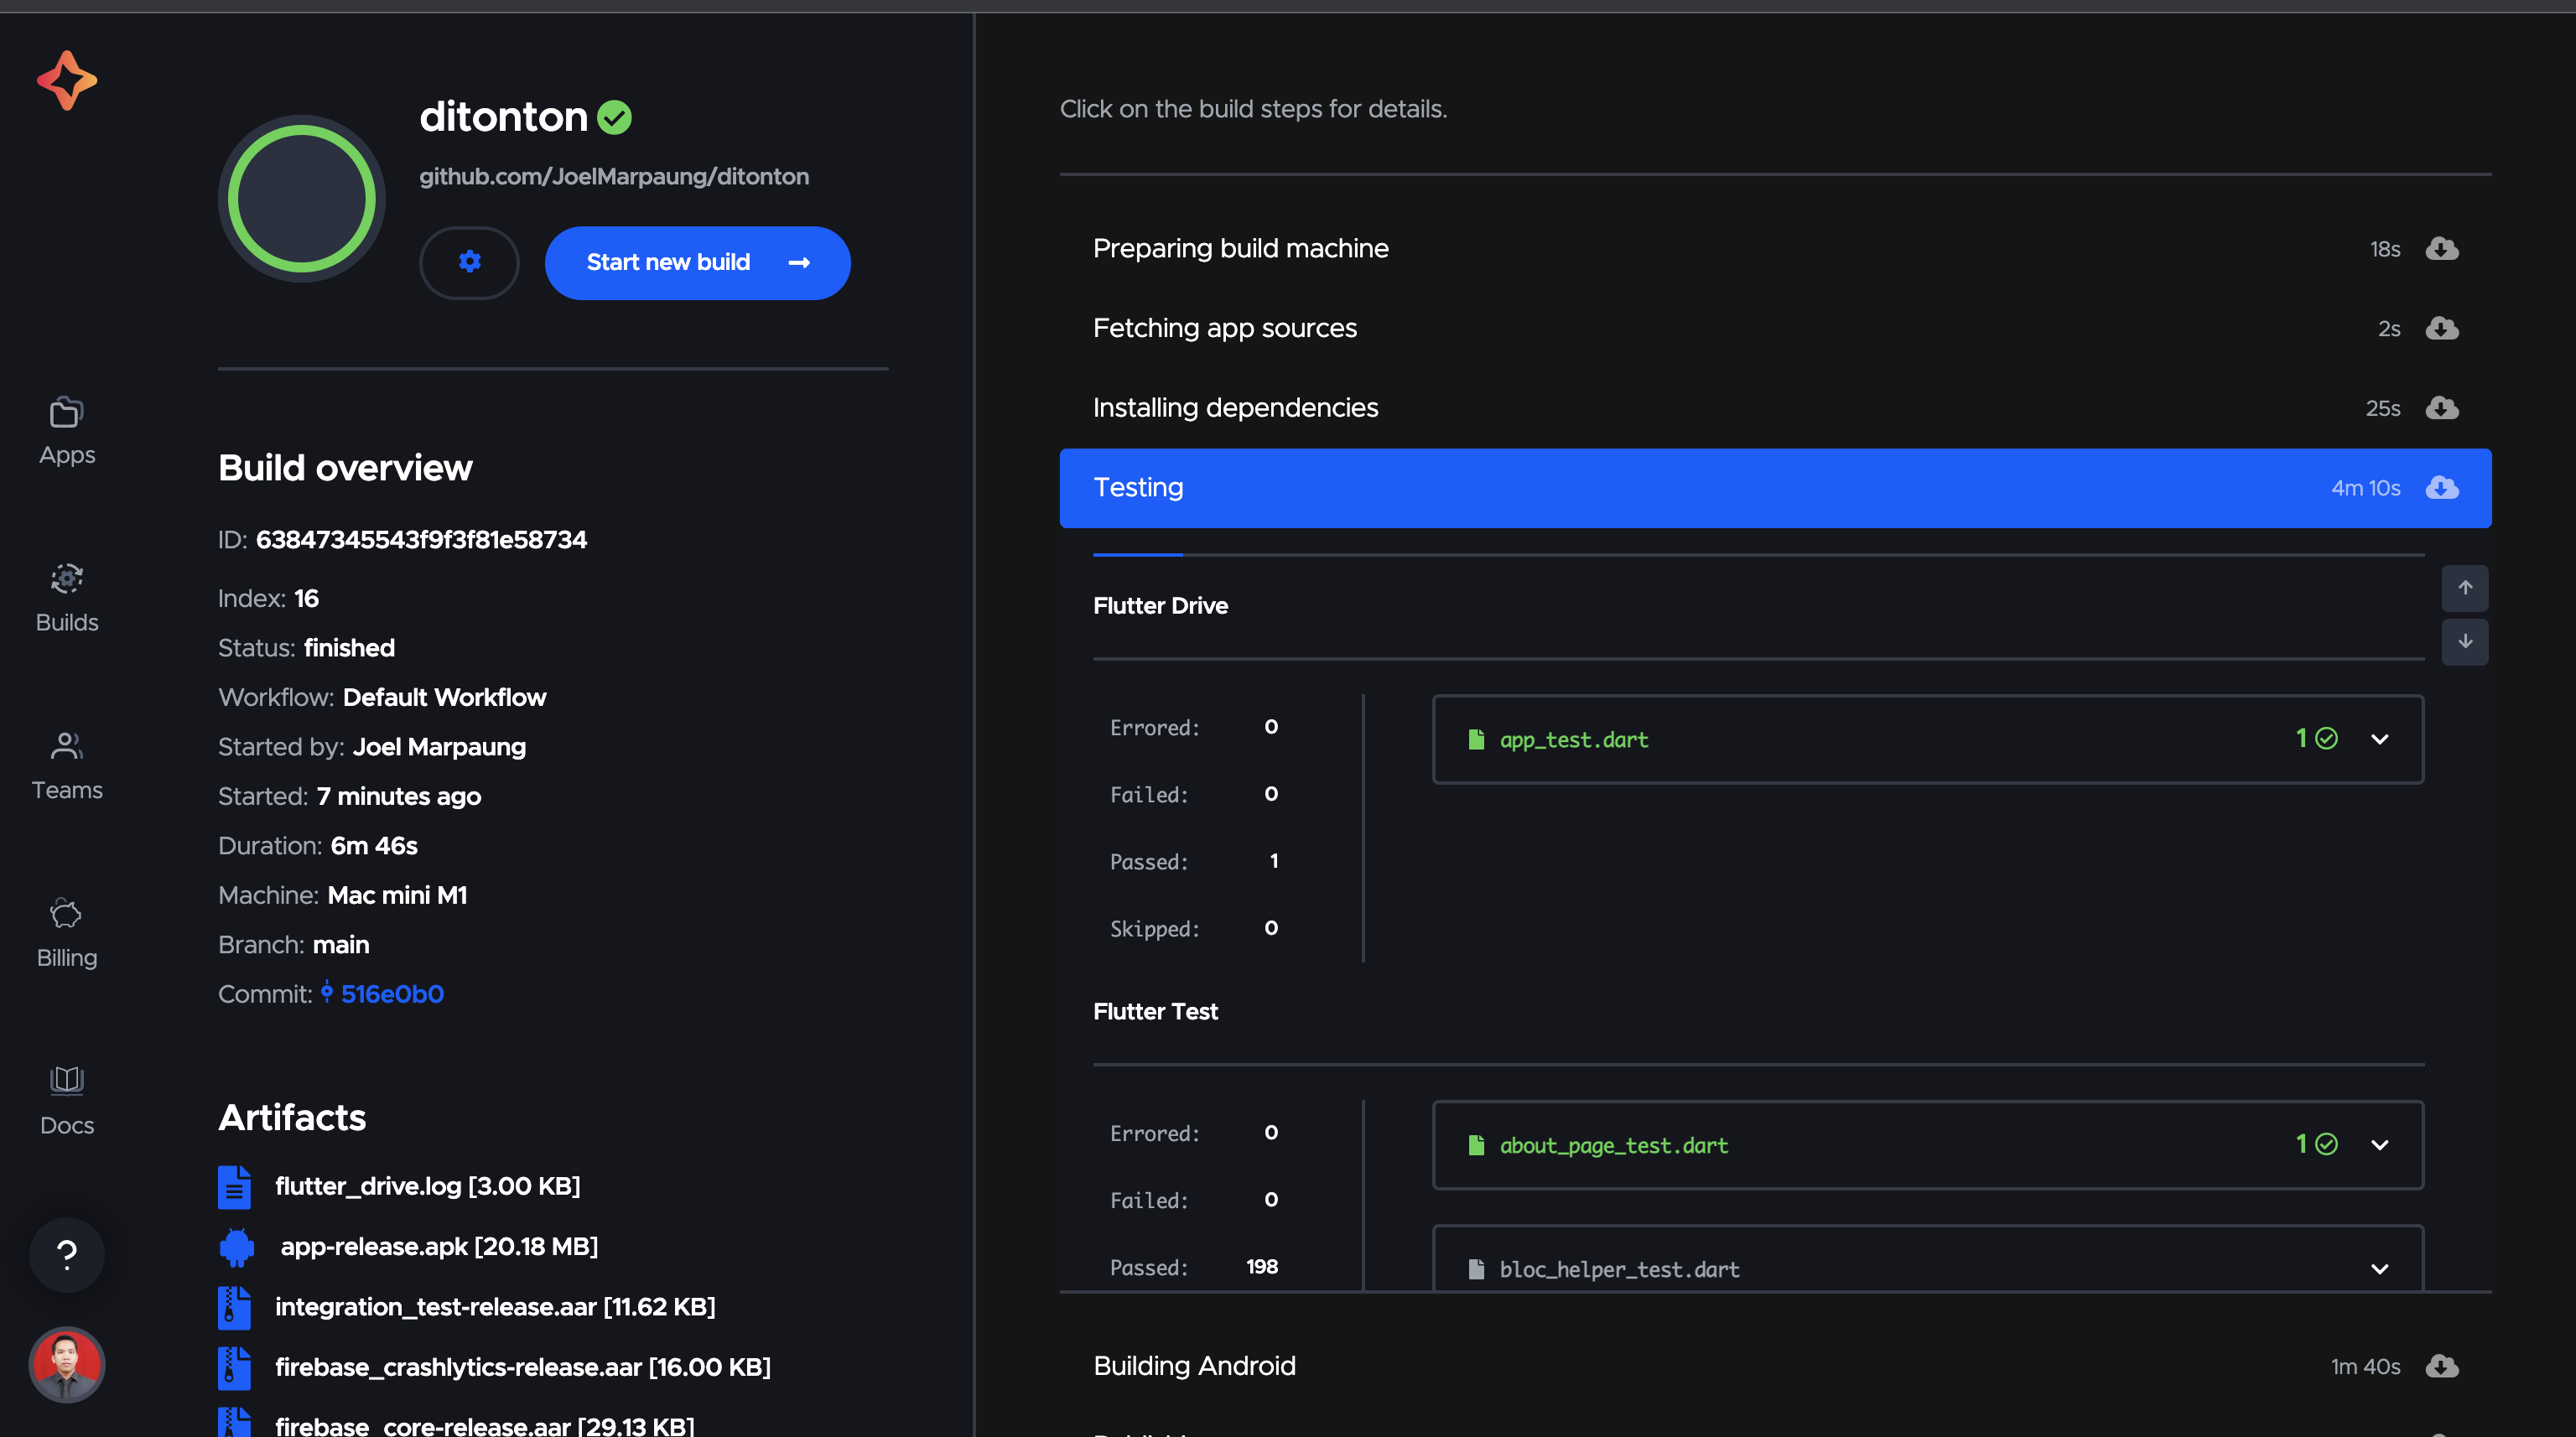 Apps
Builds
Teams
Billing
Docs
?
ditonton
github.com/JoelMarpaung/ditonton
Start new build
Build overview
ID: 63847345543f9f3f81e58734
Index: 16
Status: finished
Workflow: Default Workflow
Started by: Joel Marpaung
Started: 7 minutes ago
Duration: 6m 46s
Machine: Mac mini M1
Branch: main
Commit: 516e0b0
Artifacts
flutter_drive.log [3.00 KB]
app-release.apk [20.18 MB]
integration_test-release.aar [11.62 KB]
firebase_crashlytics-release.aar [16.00 KB]
firebase_core-release.aar [29.13 KB]
Click on the build steps for details.
Preparing build machine 18s
Fetching app sources 2s
Installing dependencies 25s
Testing 4m 10s
Flutter Drive
Errored: 0
Failed: 0
Passed: 1
Skipped: 0
app_test.dart 1
Flutter Test
Errored: 0
Failed: 0
Passed: 198
about_page_test.dart 1
bloc_helper_test.dart
Building Android 1m 40s